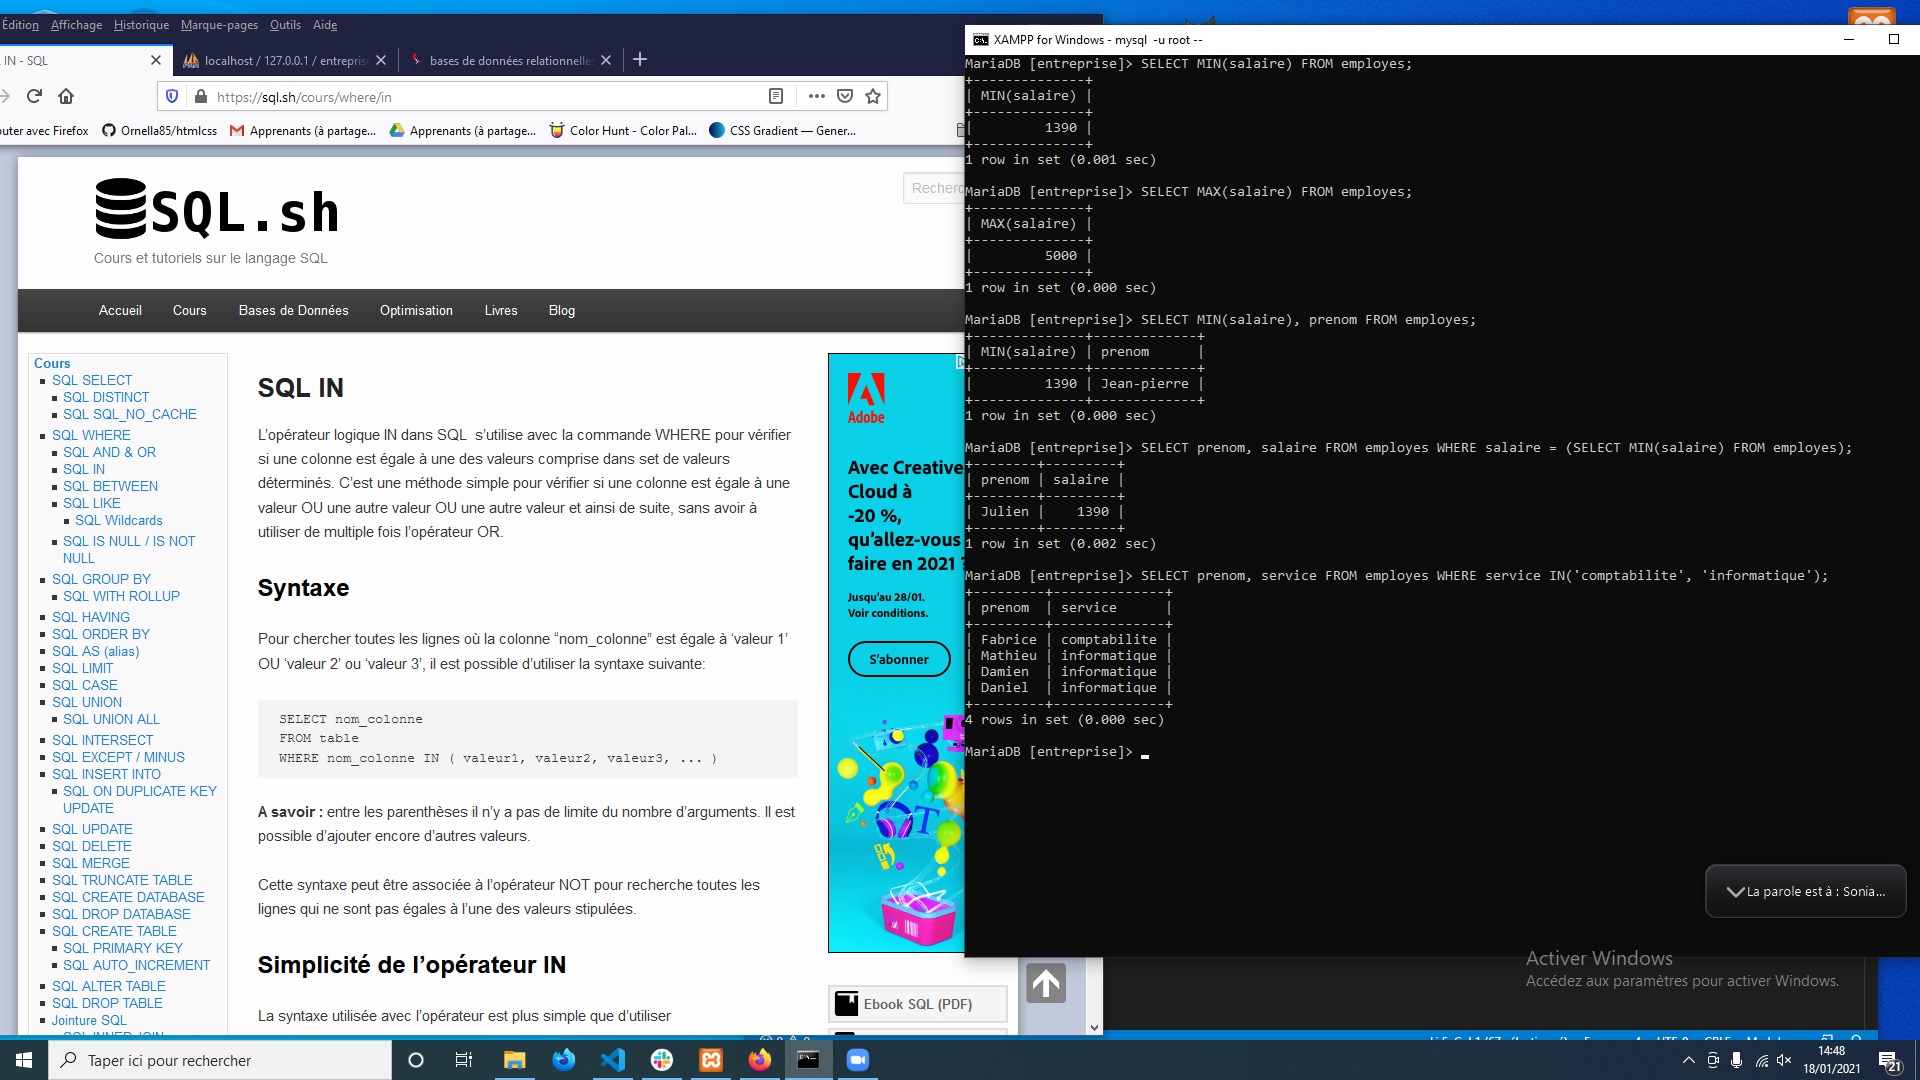 Édition Affichage Historique Marque-pages Outils Aide
IN - SQL
localhost / 127.0.0.1 / entrepris
bases de données relationnelle
https://sql.sh/cours/where/in
outer avec Firefox
Ornella85/htmlcss
Apprenants (à partage...
Apprenants (à partage...
Color Hunt - Color Pal...
CSS Gradient — Gener...
SQL.sh
Cours et tutoriels sur le langage SQL
Recherc
Accueil Cours Bases de Données Optimisation Livres Blog
Cours
SQL SELECT
SQL DISTINCT
SQL SQL_NO_CACHE
SQL WHERE
SQL AND & OR
SQL IN
SQL BETWEEN
SQL LIKE
SQL Wildcards
SQL IS NULL / IS NOT
NULL
SQL GROUP BY
SQL WITH ROLLUP
SQL HAVING
SQL ORDER BY
SQL AS (alias)
SQL LIMIT
SQL CASE
SQL UNION
SQL UNION ALL
SQL INTERSECT
SQL EXCEPT / MINUS
SQL INSERT INTO
SQL ON DUPLICATE KEY
UPDATE
SQL UPDATE
SQL DELETE
SQL MERGE
SQL TRUNCATE TABLE
SQL CREATE DATABASE
SQL DROP DATABASE
SQL CREATE TABLE
SQL PRIMARY KEY
SQL AUTO_INCREMENT
SQL ALTER TABLE
SQL DROP TABLE
Jointure SQL
SQL INNER JOIN
SQL IN
L’opérateur logique IN dans SQL s’utilise avec la commande WHERE pour vérifier
si une colonne est égale à une des valeurs comprise dans set de valeurs
déterminés. C’est une méthode simple pour vérifier si une colonne est égale à une
valeur OU une autre valeur OU une autre valeur et ainsi de suite, sans avoir à
utiliser de multiple fois l’opérateur OR.
Syntaxe
Pour chercher toutes les lignes où la colonne “nom_colonne” est égale à ‘valeur 1’
OU ‘valeur 2’ ou ‘valeur 3’, il est possible d’utiliser la syntaxe suivante:
SELECT nom_colonne
FROM table
WHERE nom_colonne IN ( valeur1, valeur2, valeur3, ... )
A savoir : entre les parenthèses il n’y a pas de limite du nombre d’arguments. Il est
possible d’ajouter encore d’autres valeurs.
Cette syntaxe peut être associée à l’opérateur NOT pour recherche toutes les
lignes qui ne sont pas égales à l’une des valeurs stipulées.
Simplicité de l’opérateur IN
La syntaxe utilisée avec l’opérateur est plus simple que d’utiliser
Adobe
Avec Creative
Cloud à
-20 %,
qu’allez-vous
faire en 2021 ?
Jusqu’au 28/01.
Voir conditions.
S’abonner
Ebook SQL (PDF)
XAMPP for Windows - mysql -u root --
MariaDB [entreprise]> SELECT MIN(salaire) FROM employes;
+--------------+
| MIN(salaire) |
+--------------+
|         1390 |
+--------------+
1 row in set (0.001 sec)
MariaDB [entreprise]> SELECT MAX(salaire) FROM employes;
+--------------+
| MAX(salaire) |
+--------------+
|         5000 |
+--------------+
1 row in set (0.000 sec)
MariaDB [entreprise]> SELECT MIN(salaire), prenom FROM employes;
+--------------+-------------+
| MIN(salaire) | prenom      |
+--------------+-------------+
|         1390 | Jean-pierre |
+--------------+-------------+
1 row in set (0.000 sec)
MariaDB [entreprise]> SELECT prenom, salaire FROM employes WHERE salaire = (SELECT MIN(salaire) FROM employes);
+--------+---------+
| prenom | salaire |
+--------+---------+
| Julien |    1390 |
+--------+---------+
1 row in set (0.002 sec)
MariaDB [entreprise]> SELECT prenom, service FROM employes WHERE service IN('comptabilite', 'informatique');
+---------+--------------+
| prenom  | service      |
+---------+--------------+
| Fabrice | comptabilite |
| Mathieu | informatique |
| Damien  | informatique |
| Daniel  | informatique |
+---------+--------------+
4 rows in set (0.000 sec)
MariaDB [entreprise]>
La parole est à : Sonia...
Activer Windows
Accédez aux paramètres pour activer Windows.
Taper ici pour rechercher
14:48
18/01/2021
21